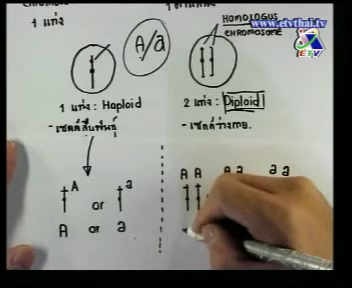 www.etvthai.tv
ETV
1 แท่ง
A/a
HOMOLOGUS
CHROMOSOME
1 แท่ง : Haploid
- เซลล์สืบพันธุ์
A or a
A or a
2 แท่ง : Diploid
- เซลล์ร่างกาย.
A A A a a a